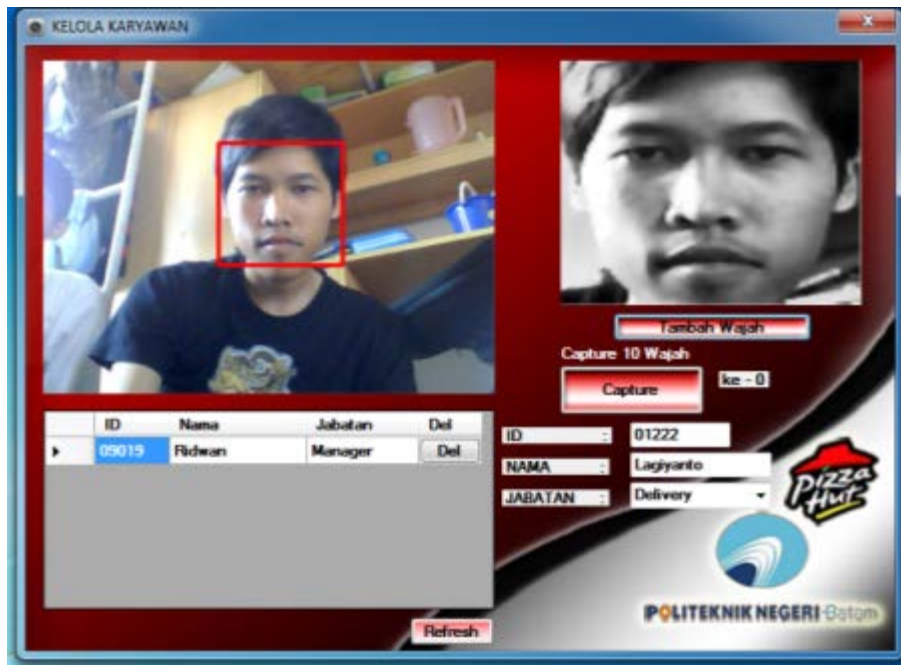 KELOLA KARYAWAN
Tambah Wajah
Capture 10 Wajah
Capture
ke - 0
ID Nama Jabatan Del
09019 Ridwan Manager Del
ID : 01222
NAMA : Lagiyanto
JABATAN : Delivery
Pizza Hut
POLITEKNIK NEGERI Batam
Refresh